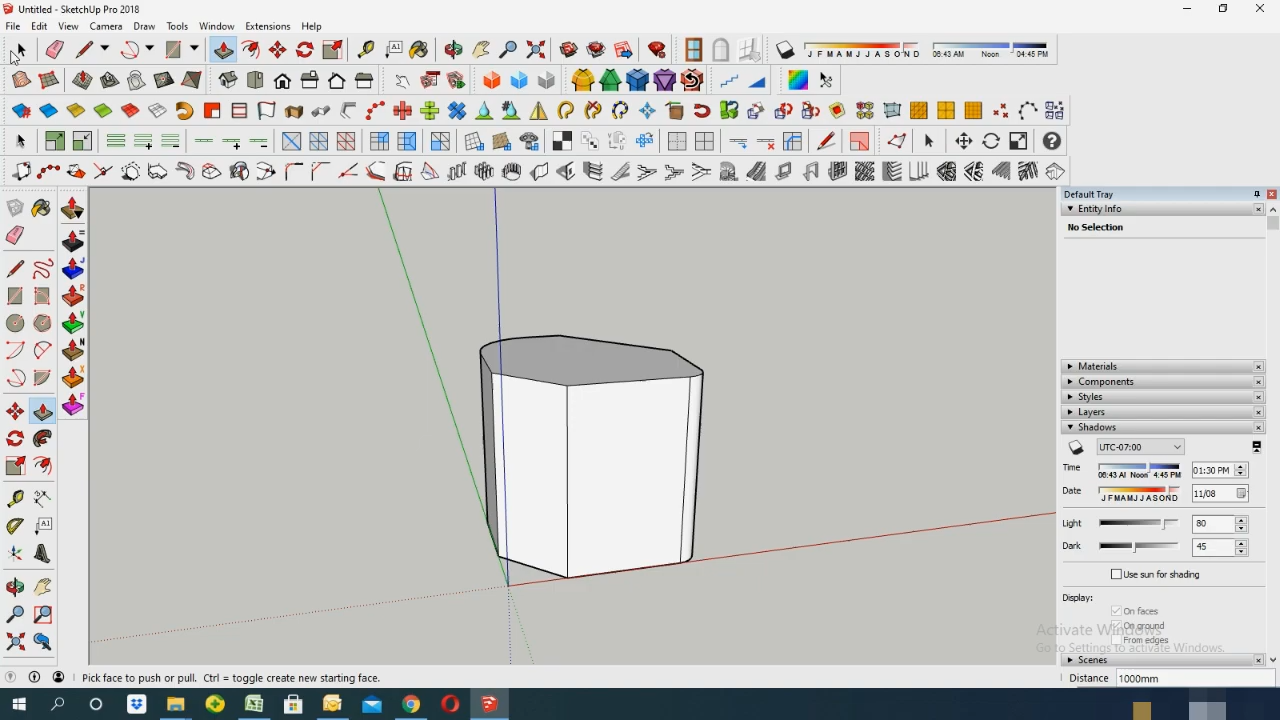 Untitled - SketchUp Pro 2018
File Edit View Camera Draw Tools Window Extensions Help
J F M A M J J A S O N D 06:43 AM Noon 04:45 PM
Default Tray
Entity Info
No Selection
Materials
Components
Styles
Layers
Shadows
UTC-07:00
Time 06:43 AI Noon 4:45 PM 01:30 PM
Date J F M A M J J A S O N D 11/08
Light 80
Dark 45
Use sun for shading
Display:
On faces
On ground
From edges
Activate Windows
Go to Settings to activate Windows.
Scenes
Pick face to push or pull. Ctrl = toggle create new starting face.
Distance 1000mm